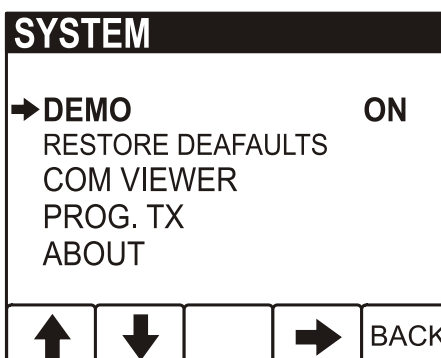 SYSTEM
DEMO ON
RESTORE DEAFAULTS
COM VIEWER
PROG. TX
ABOUT
BACK